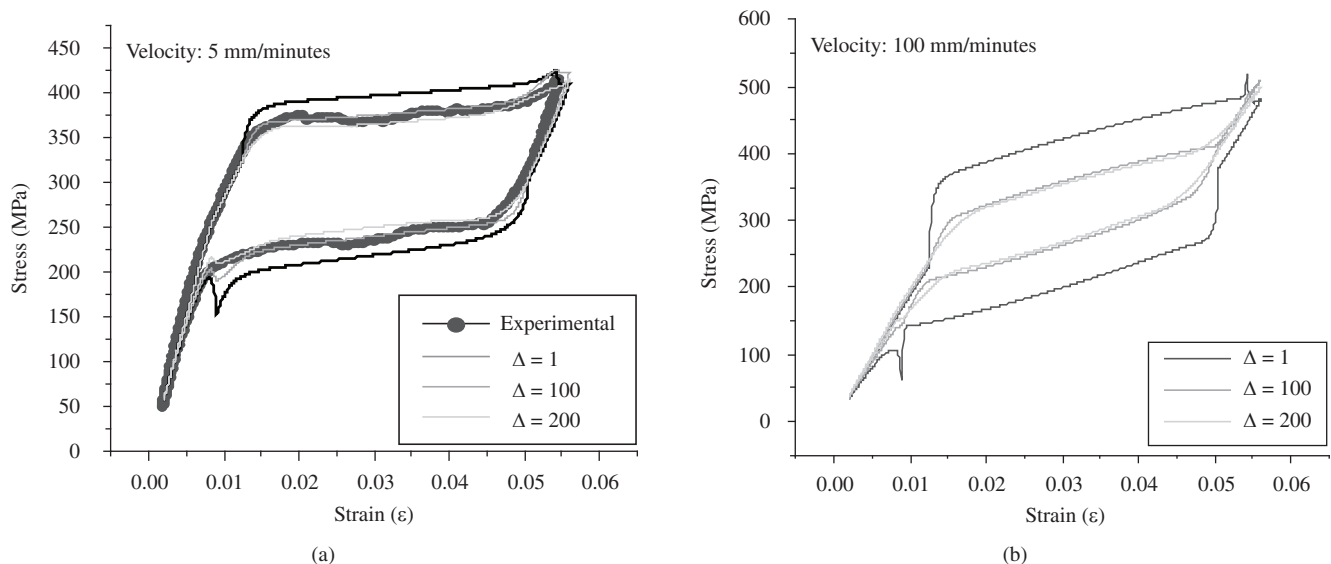 Velocity: 5 mm/minutes
450
400
350
300
250
200
150
100
50
0
Stress (MPa)
Experimental
Δ = 1
Δ = 100
Δ = 200
0.00 0.01 0.02 0.03 0.04 0.05 0.06
Strain (ε)
(a)
Velocity: 100 mm/minutes
600
500
400
300
200
100
0
Stress (MPa)
Δ = 1
Δ = 100
Δ = 200
0.00 0.01 0.02 0.03 0.04 0.05 0.06
Strain (ε)
(b)